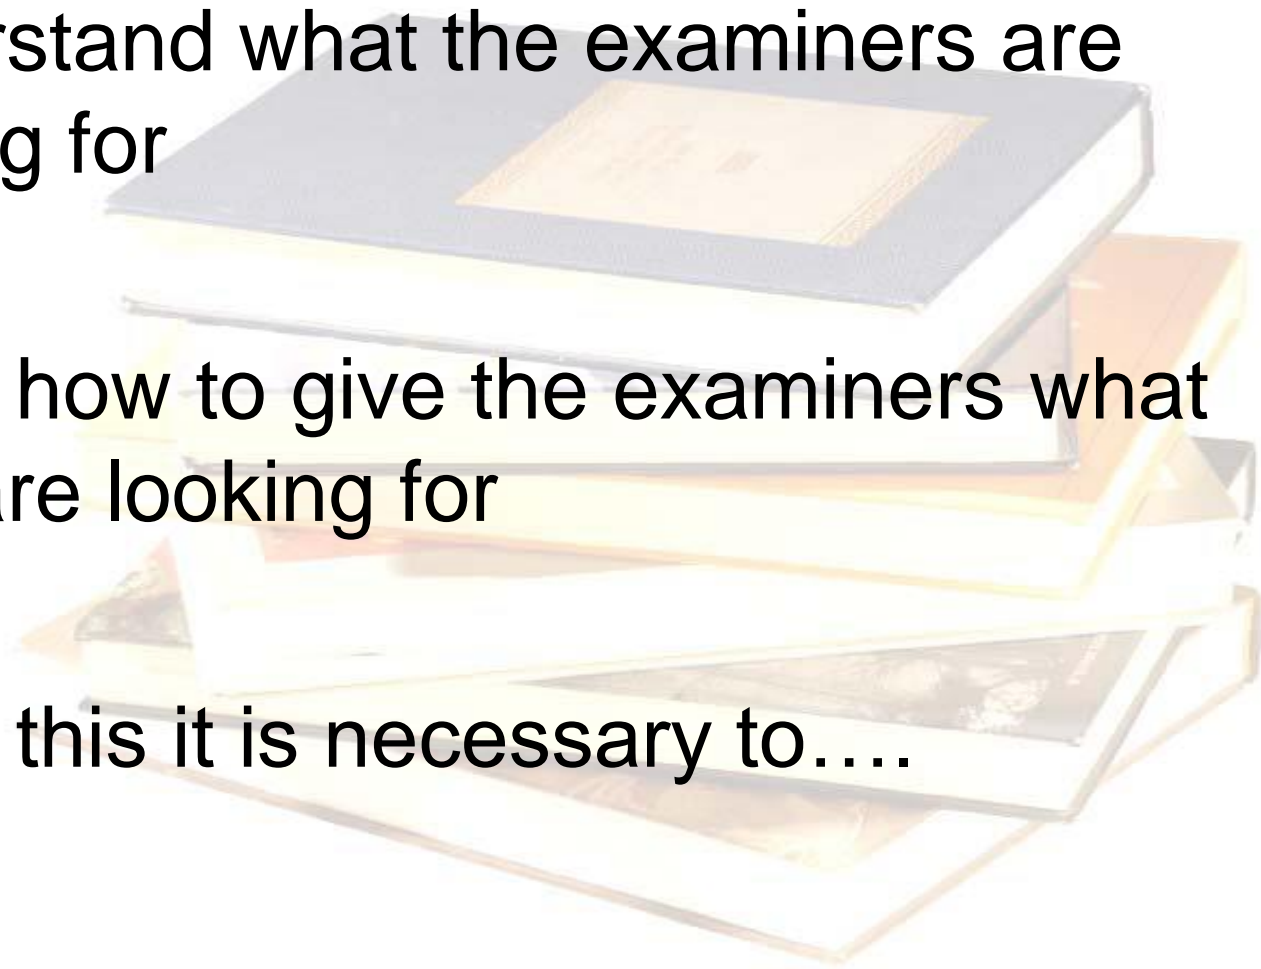 rstand what the examiners are
g for
how to give the examiners what
are looking for
this it is necessary to….